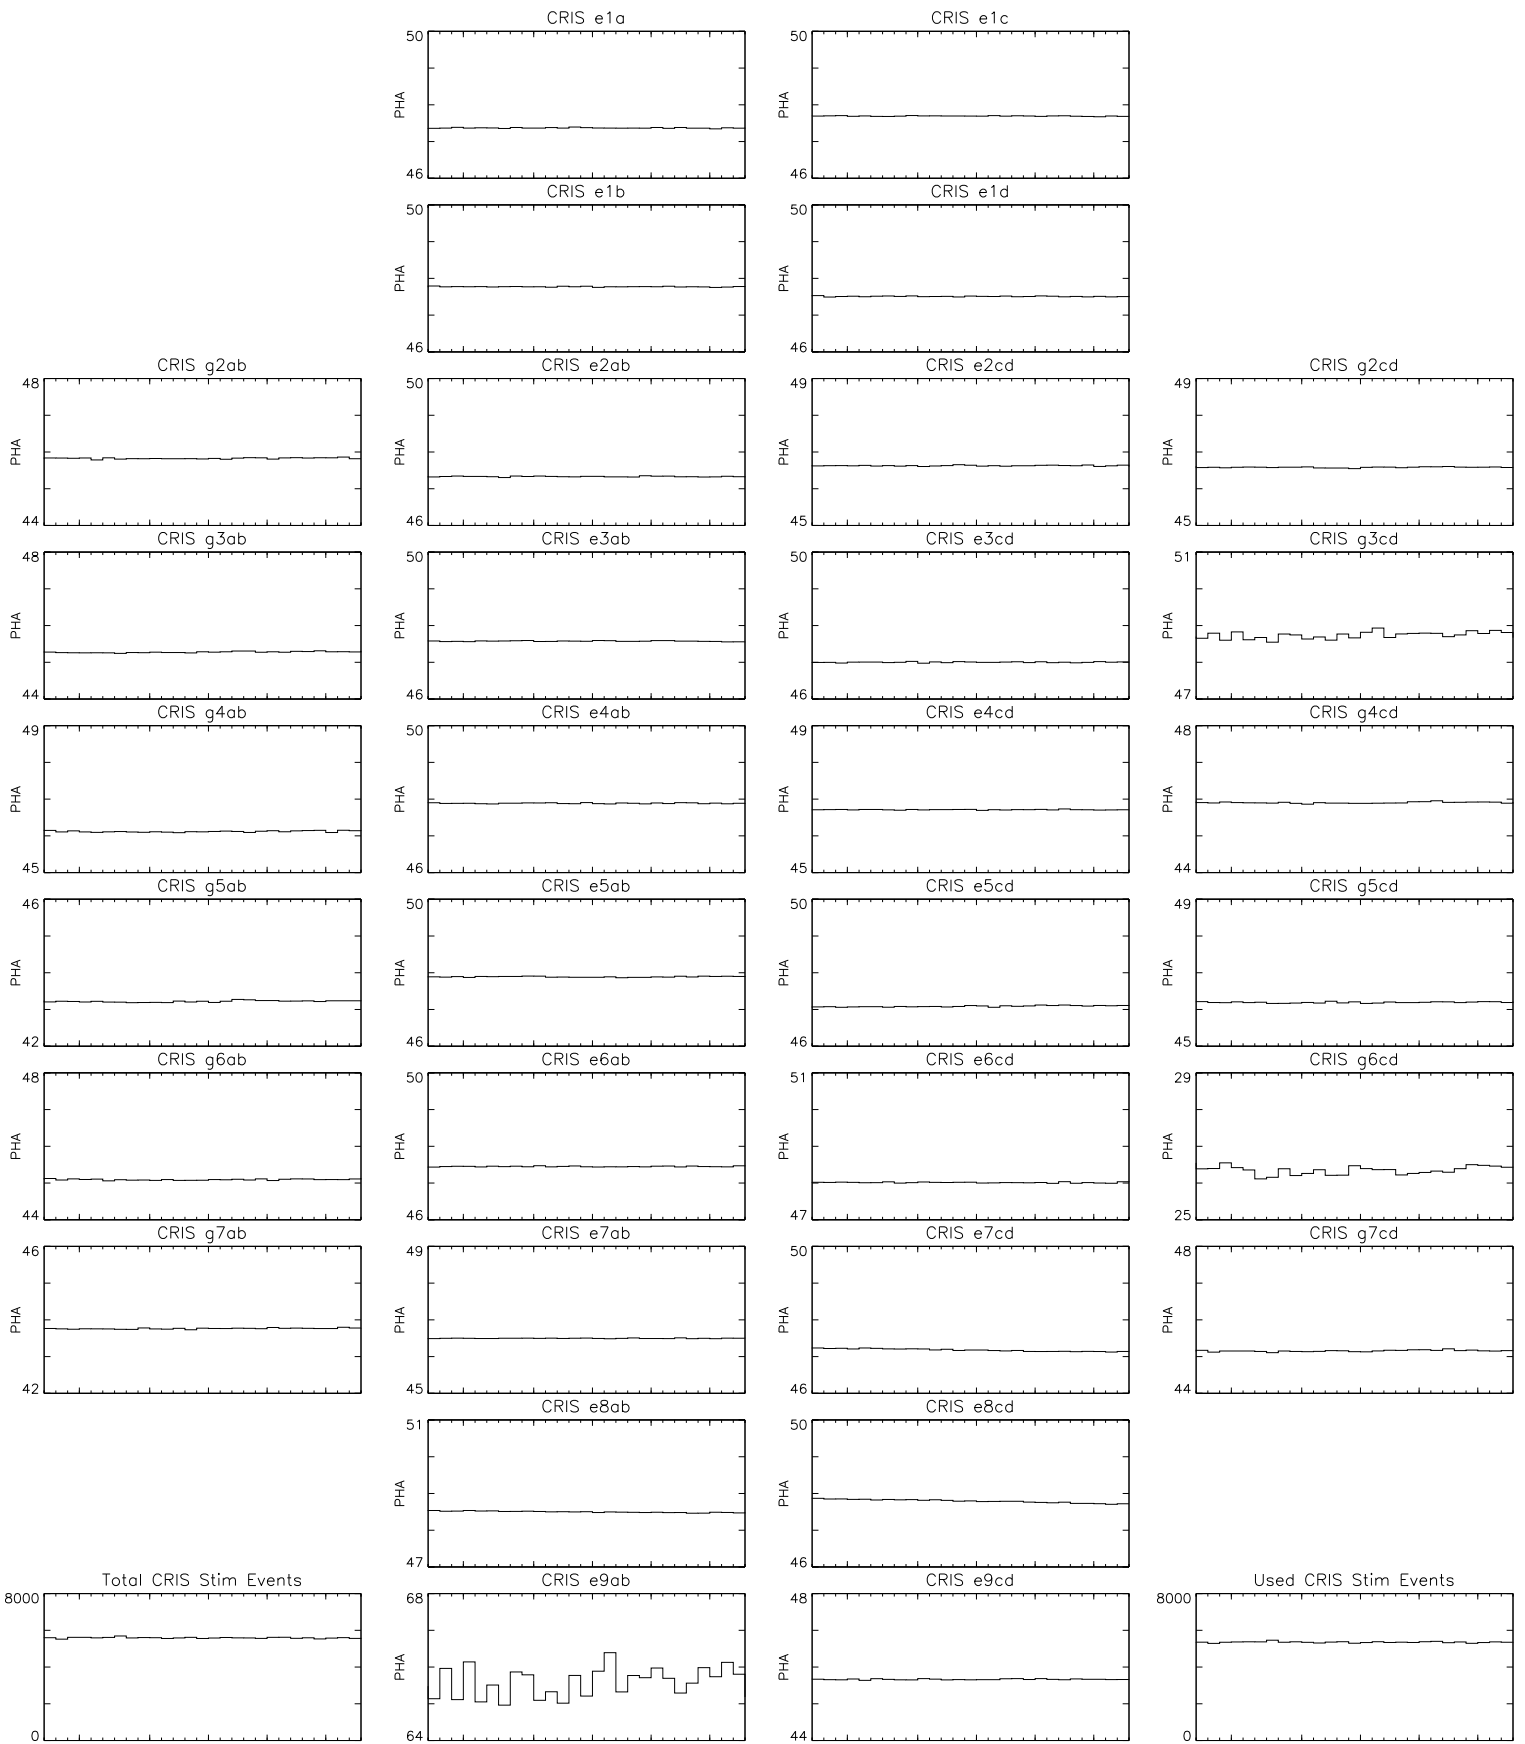 CRIS e1a
50
PHA
46
CRIS e1c
50
PHA
46
CRIS e1b
50
PHA
46
CRIS e1d
50
PHA
46
CRIS g2ab
48
PHA
44
CRIS e2ab
50
PHA
46
CRIS e2cd
49
PHA
45
CRIS g2cd
49
PHA
45
CRIS g3ab
48
PHA
44
CRIS e3ab
50
PHA
46
CRIS e3cd
50
PHA
46
CRIS g3cd
51
PHA
47
CRIS g4ab
49
PHA
45
CRIS e4ab
50
PHA
46
CRIS e4cd
49
PHA
45
CRIS g4cd
48
PHA
44
CRIS g5ab
46
PHA
42
CRIS e5ab
50
PHA
46
CRIS e5cd
50
PHA
46
CRIS g5cd
49
PHA
45
CRIS g6ab
48
PHA
44
CRIS e6ab
50
PHA
46
CRIS e6cd
51
PHA
47
CRIS g6cd
29
PHA
25
CRIS g7ab
46
PHA
42
CRIS e7ab
49
PHA
45
CRIS e7cd
50
PHA
46
CRIS g7cd
48
PHA
44
CRIS e8ab
51
PHA
47
CRIS e8cd
50
PHA
46
Total CRIS Stim Events
8000
0
CRIS e9ab
68
PHA
64
CRIS e9cd
48
PHA
44
Used CRIS Stim Events
8000
0